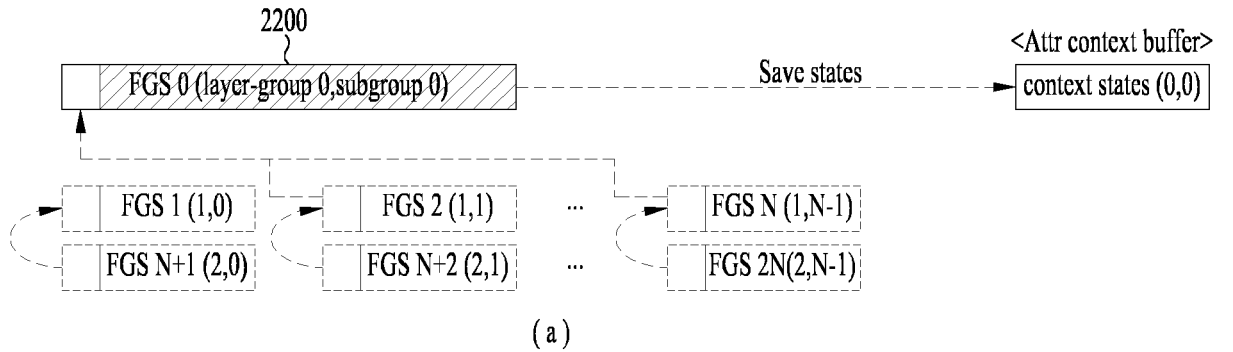 2200
<Attr context buffer>
FGS 0 (layer-group 0,subgroup 0)
Save states
context states (0,0)
FGS 1 (1,0)
FGS 2 (1,1)
...
FGS N (1,N-1)
FGS N+1 (2,0)
FGS N+2 (2,1)
...
FGS 2N(2,N-1)
( a )